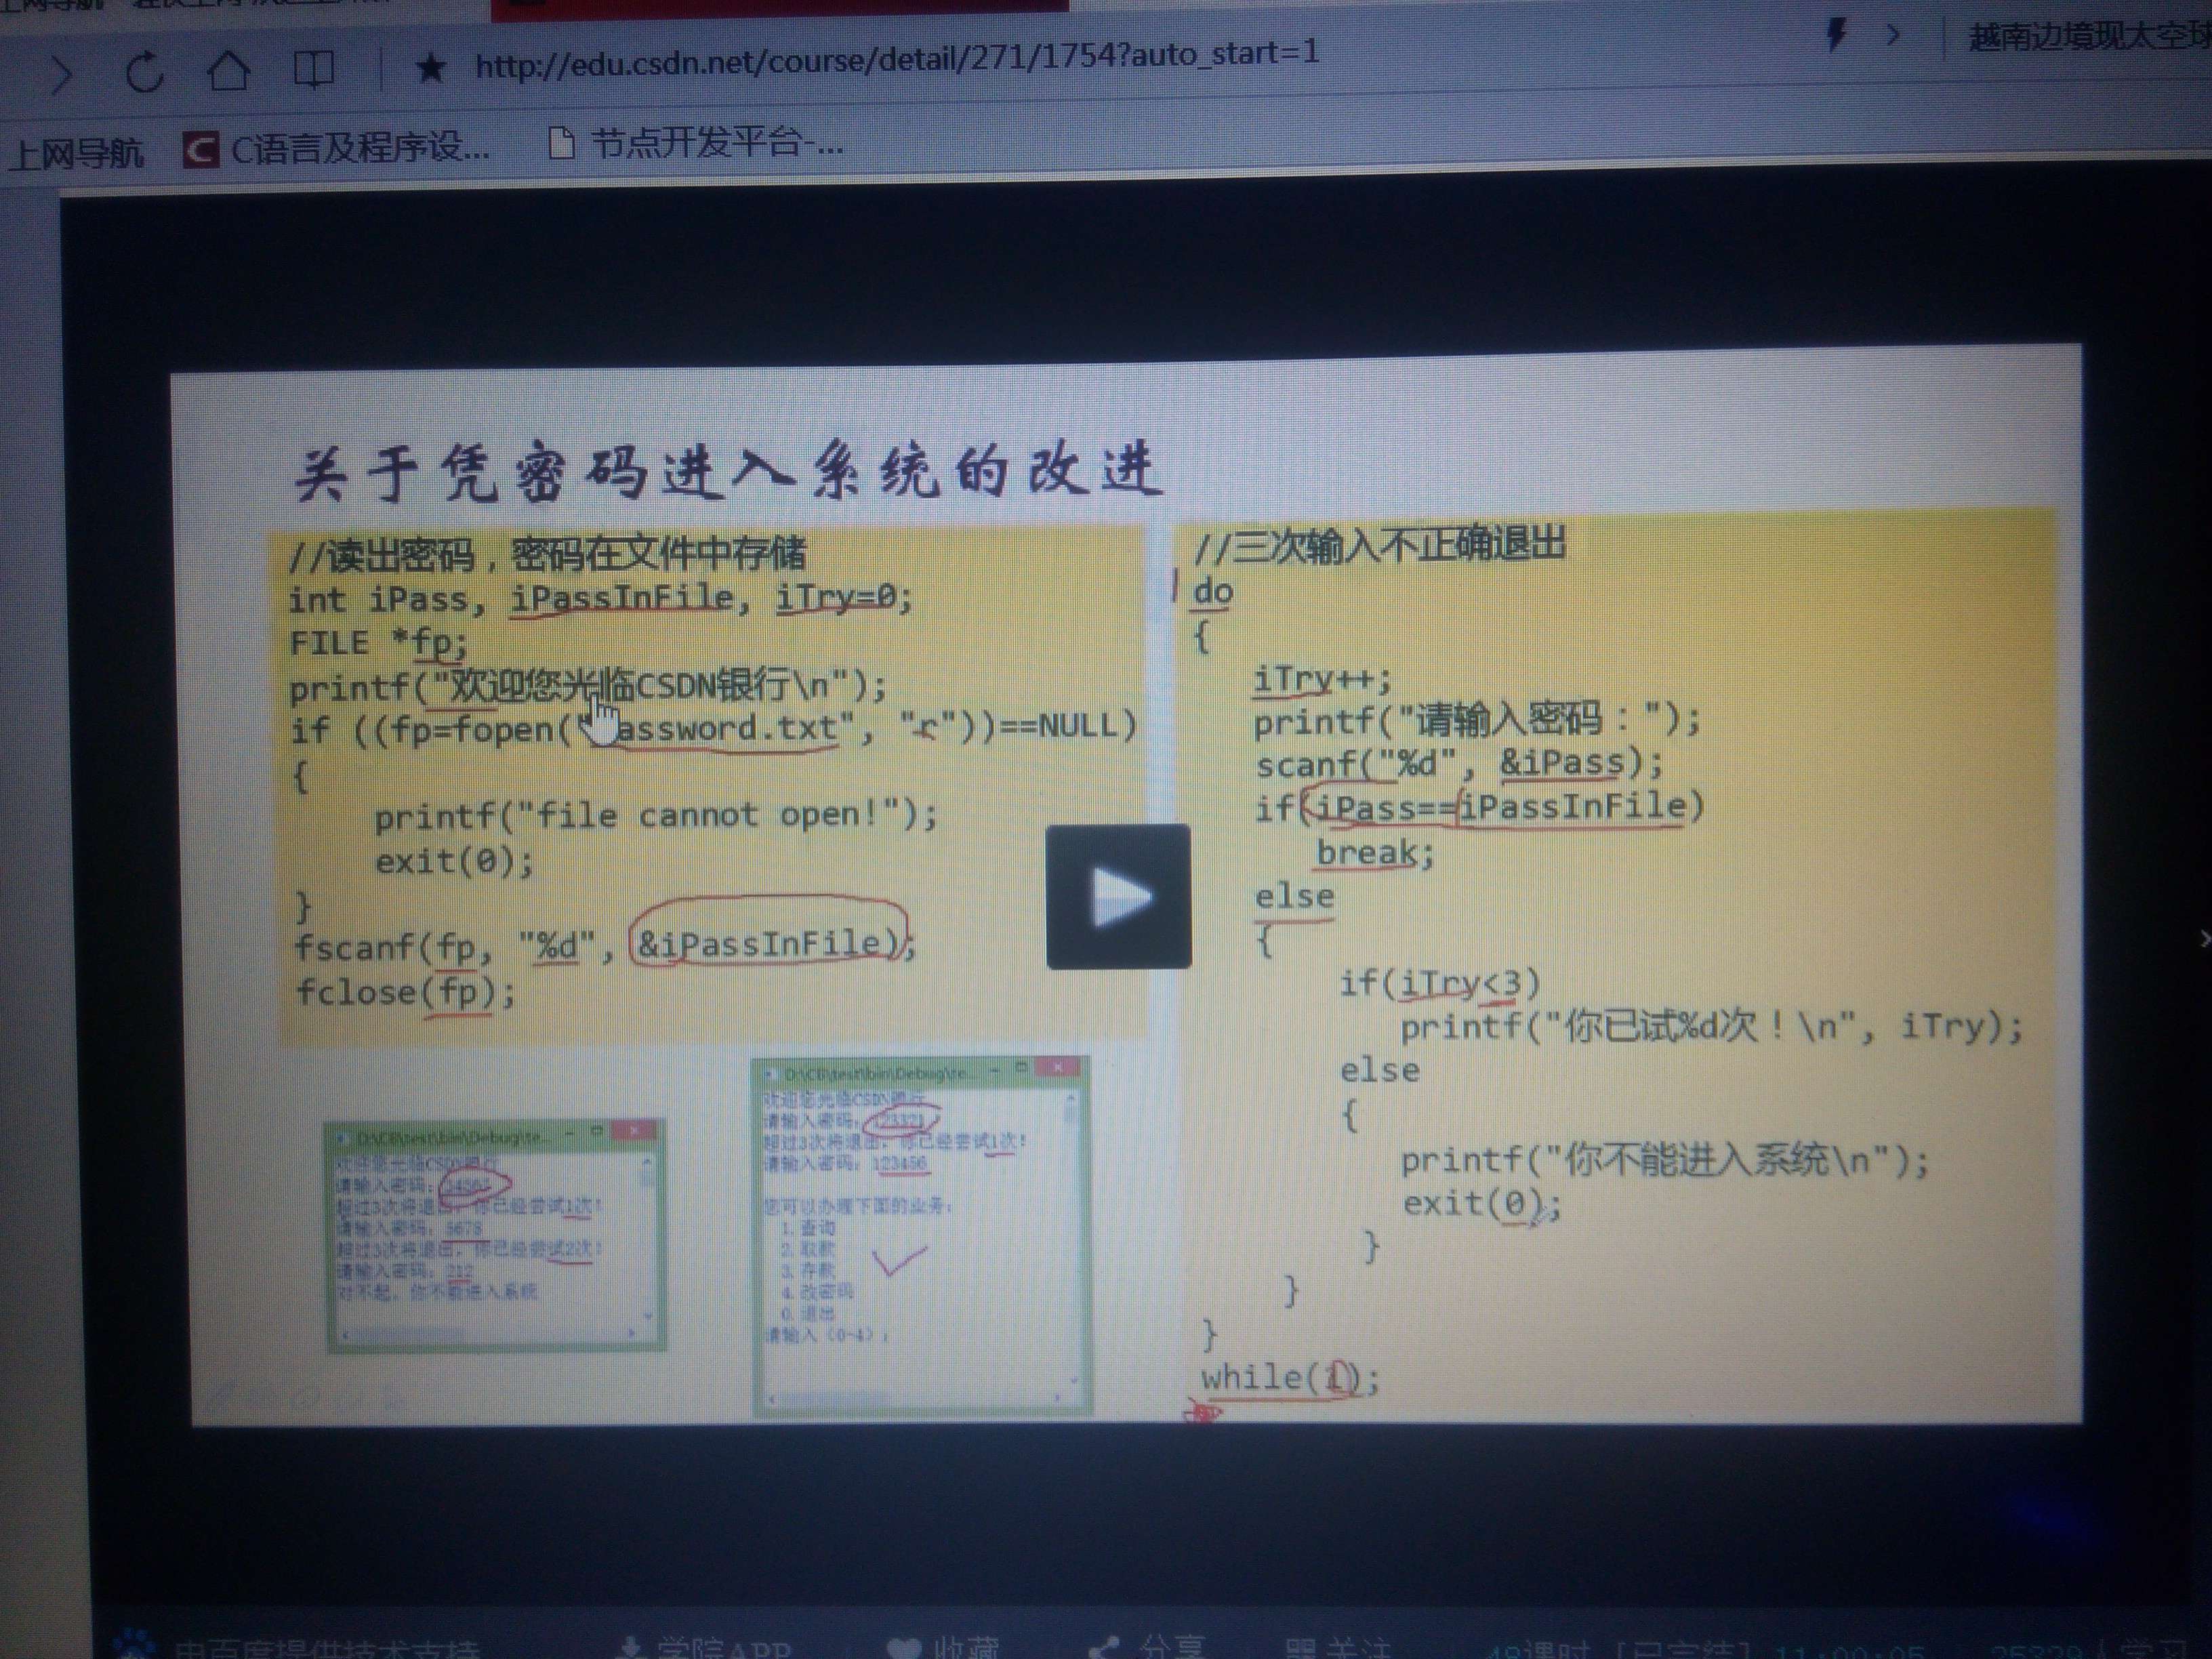 http://edu.csdn.net/course/detail/271/1754?auto_start=1
越南边境现太空球
上网导航
C语言及程序设...
节点开发平台-...
关于凭密码进入系统的改进
//读出密码，密码在文件中存储
int iPass, iPassInFile, iTry=0;
FILE *fp;
printf("欢迎您光临CSDN银行\n");
if ((fp=fopen("assword.txt", "r"))==NULL)
{
printf("file cannot open!");
exit(0);
}
fscanf(fp, "%d", &iPassInFile);
fclose(fp);
D:\CB\test\bin\Debug\te...
欢迎您光临CSDN银行
请输入密码：
超过3次将退出，你已经尝试1次!
请输入密码：5678
超过3次将退出，你已经尝试2次!
请输入密码：212
对不起，你不能进入系统
D:\CB\test\bin\Debug\te...
欢迎您光临CSDN银行
请输入密码：
超过3次将退出，你已经尝试1次!
请输入密码：123456
您可以办理下面的业务：
1. 查询
2. 取款
3. 存款
4. 改密码
0. 退出
请输入（0-4）：
//三次输入不正确退出
do
{
iTry++;
printf("请输入密码：");
scanf("%d", &iPass);
if(iPass==iPassInFile)
break;
else
{
if(iTry<3)
printf("你已试%d次！\n", iTry);
else
{
printf("你不能进入系统\n");
exit(0);
}
}
}
while(1);
由百度提供技术支持
学院APP
收藏
分享
关注
48课时 [已完结] 11:00:05
人学习